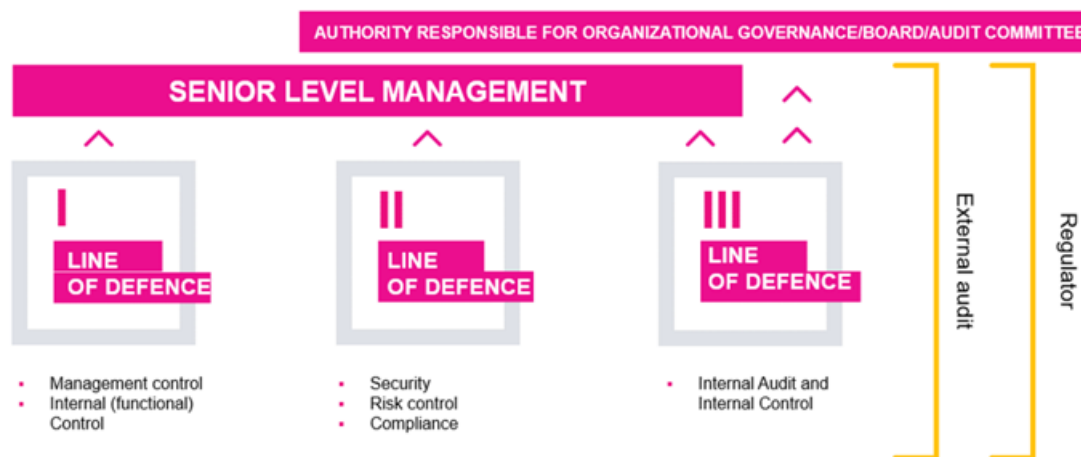 AUTHORITY RESPONSIBLE FOR ORGANIZATIONAL GOVERNANCE/BOARD/AUDIT COMMITTEE
SENIOR LEVEL MANAGEMENT
I
LINE
OF DEFENCE
▪ Management control
▪ Internal (functional)
Control
II
LINE
OF DEFENCE
▪ Security
▪ Risk control
▪ Compliance
III
LINE
OF DEFENCE
▪ Internal Audit and
Internal Control
External audit
Regulator